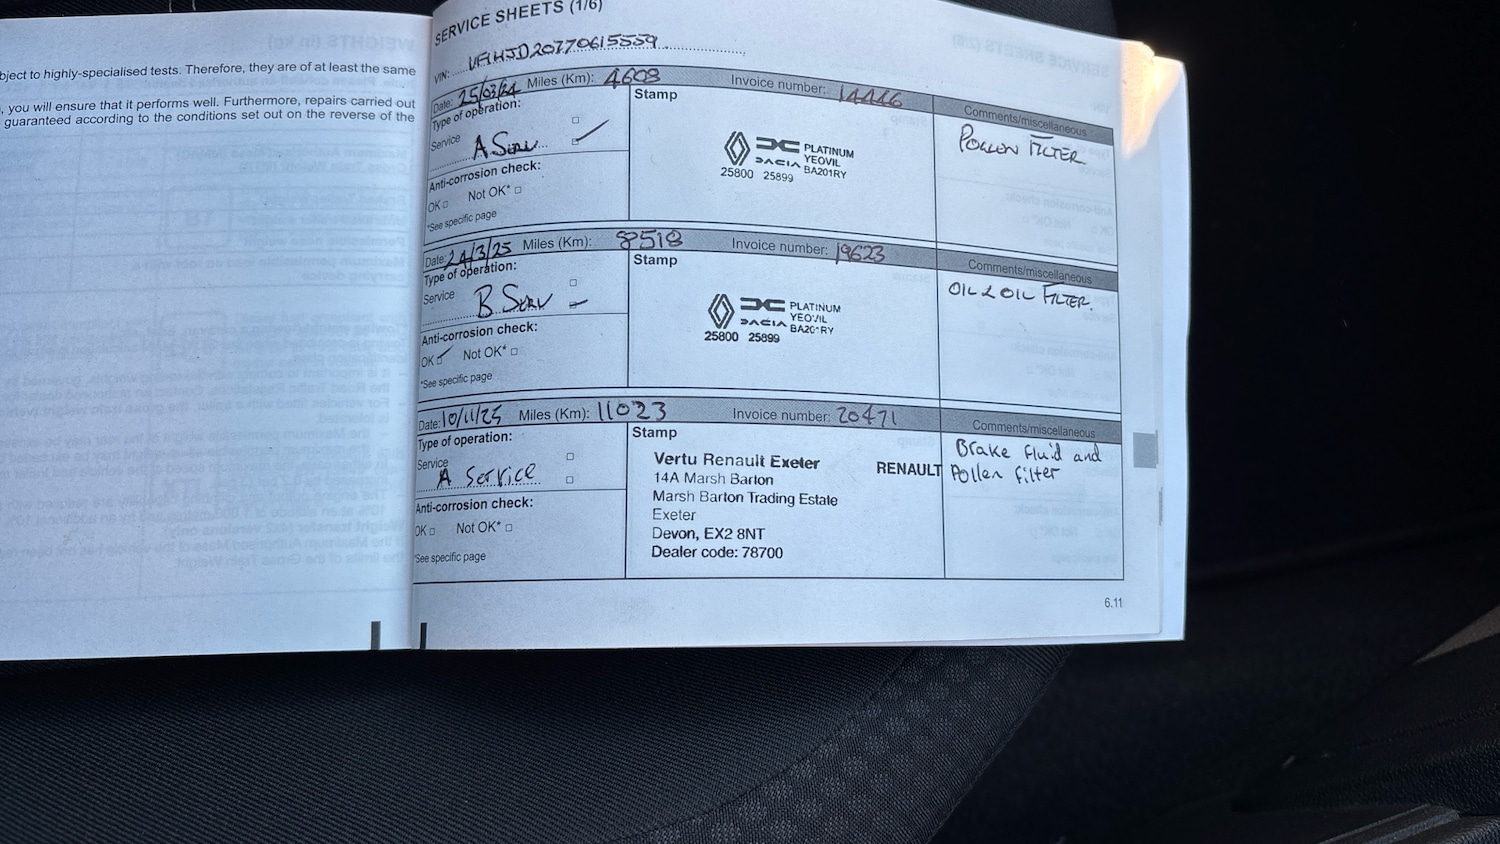 bject to highly-specialised tests. Therefore, they are of at least the same
, you will ensure that it performs well. Furthermore, repairs carried out
guaranteed according to the conditions set out on the reverse of the
SERVICE SHEETS (1/6)
VIN: VF1HJD20770615559
Date: 25/03/24 Miles (Km): 4608 Invoice number: 14446
Type of operation:
Service A Serv
Anti-corrosion check:
OK Not OK*
*See specific page
Stamp
PLATINUM
DACIA YEOVIL
BA201RY
25800 25899
Comments/miscellaneous
POLLEN FILTER
Date: 24/3/25 Miles (Km): 8518 Invoice number: 19623
Type of operation:
Service B Serv
Anti-corrosion check:
OK ✓ Not OK*
*See specific page
Stamp
PLATINUM
DACIA YEOVIL
BA20 RY
25800 25899
Comments/miscellaneous
OIL & OIL FILTER.
Date: 10/11/25 Miles (Km): 11023 Invoice number: 20471
Type of operation:
Service A Service
Anti-corrosion check:
OK Not OK*
*See specific page
Stamp
Vertu Renault Exeter RENAULT
14A Marsh Barton
Marsh Barton Trading Estate
Exeter
Devon, EX2 8NT
Dealer code: 78700
Comments/miscellaneous
Brake Fluid and
Pollen filter
6.11